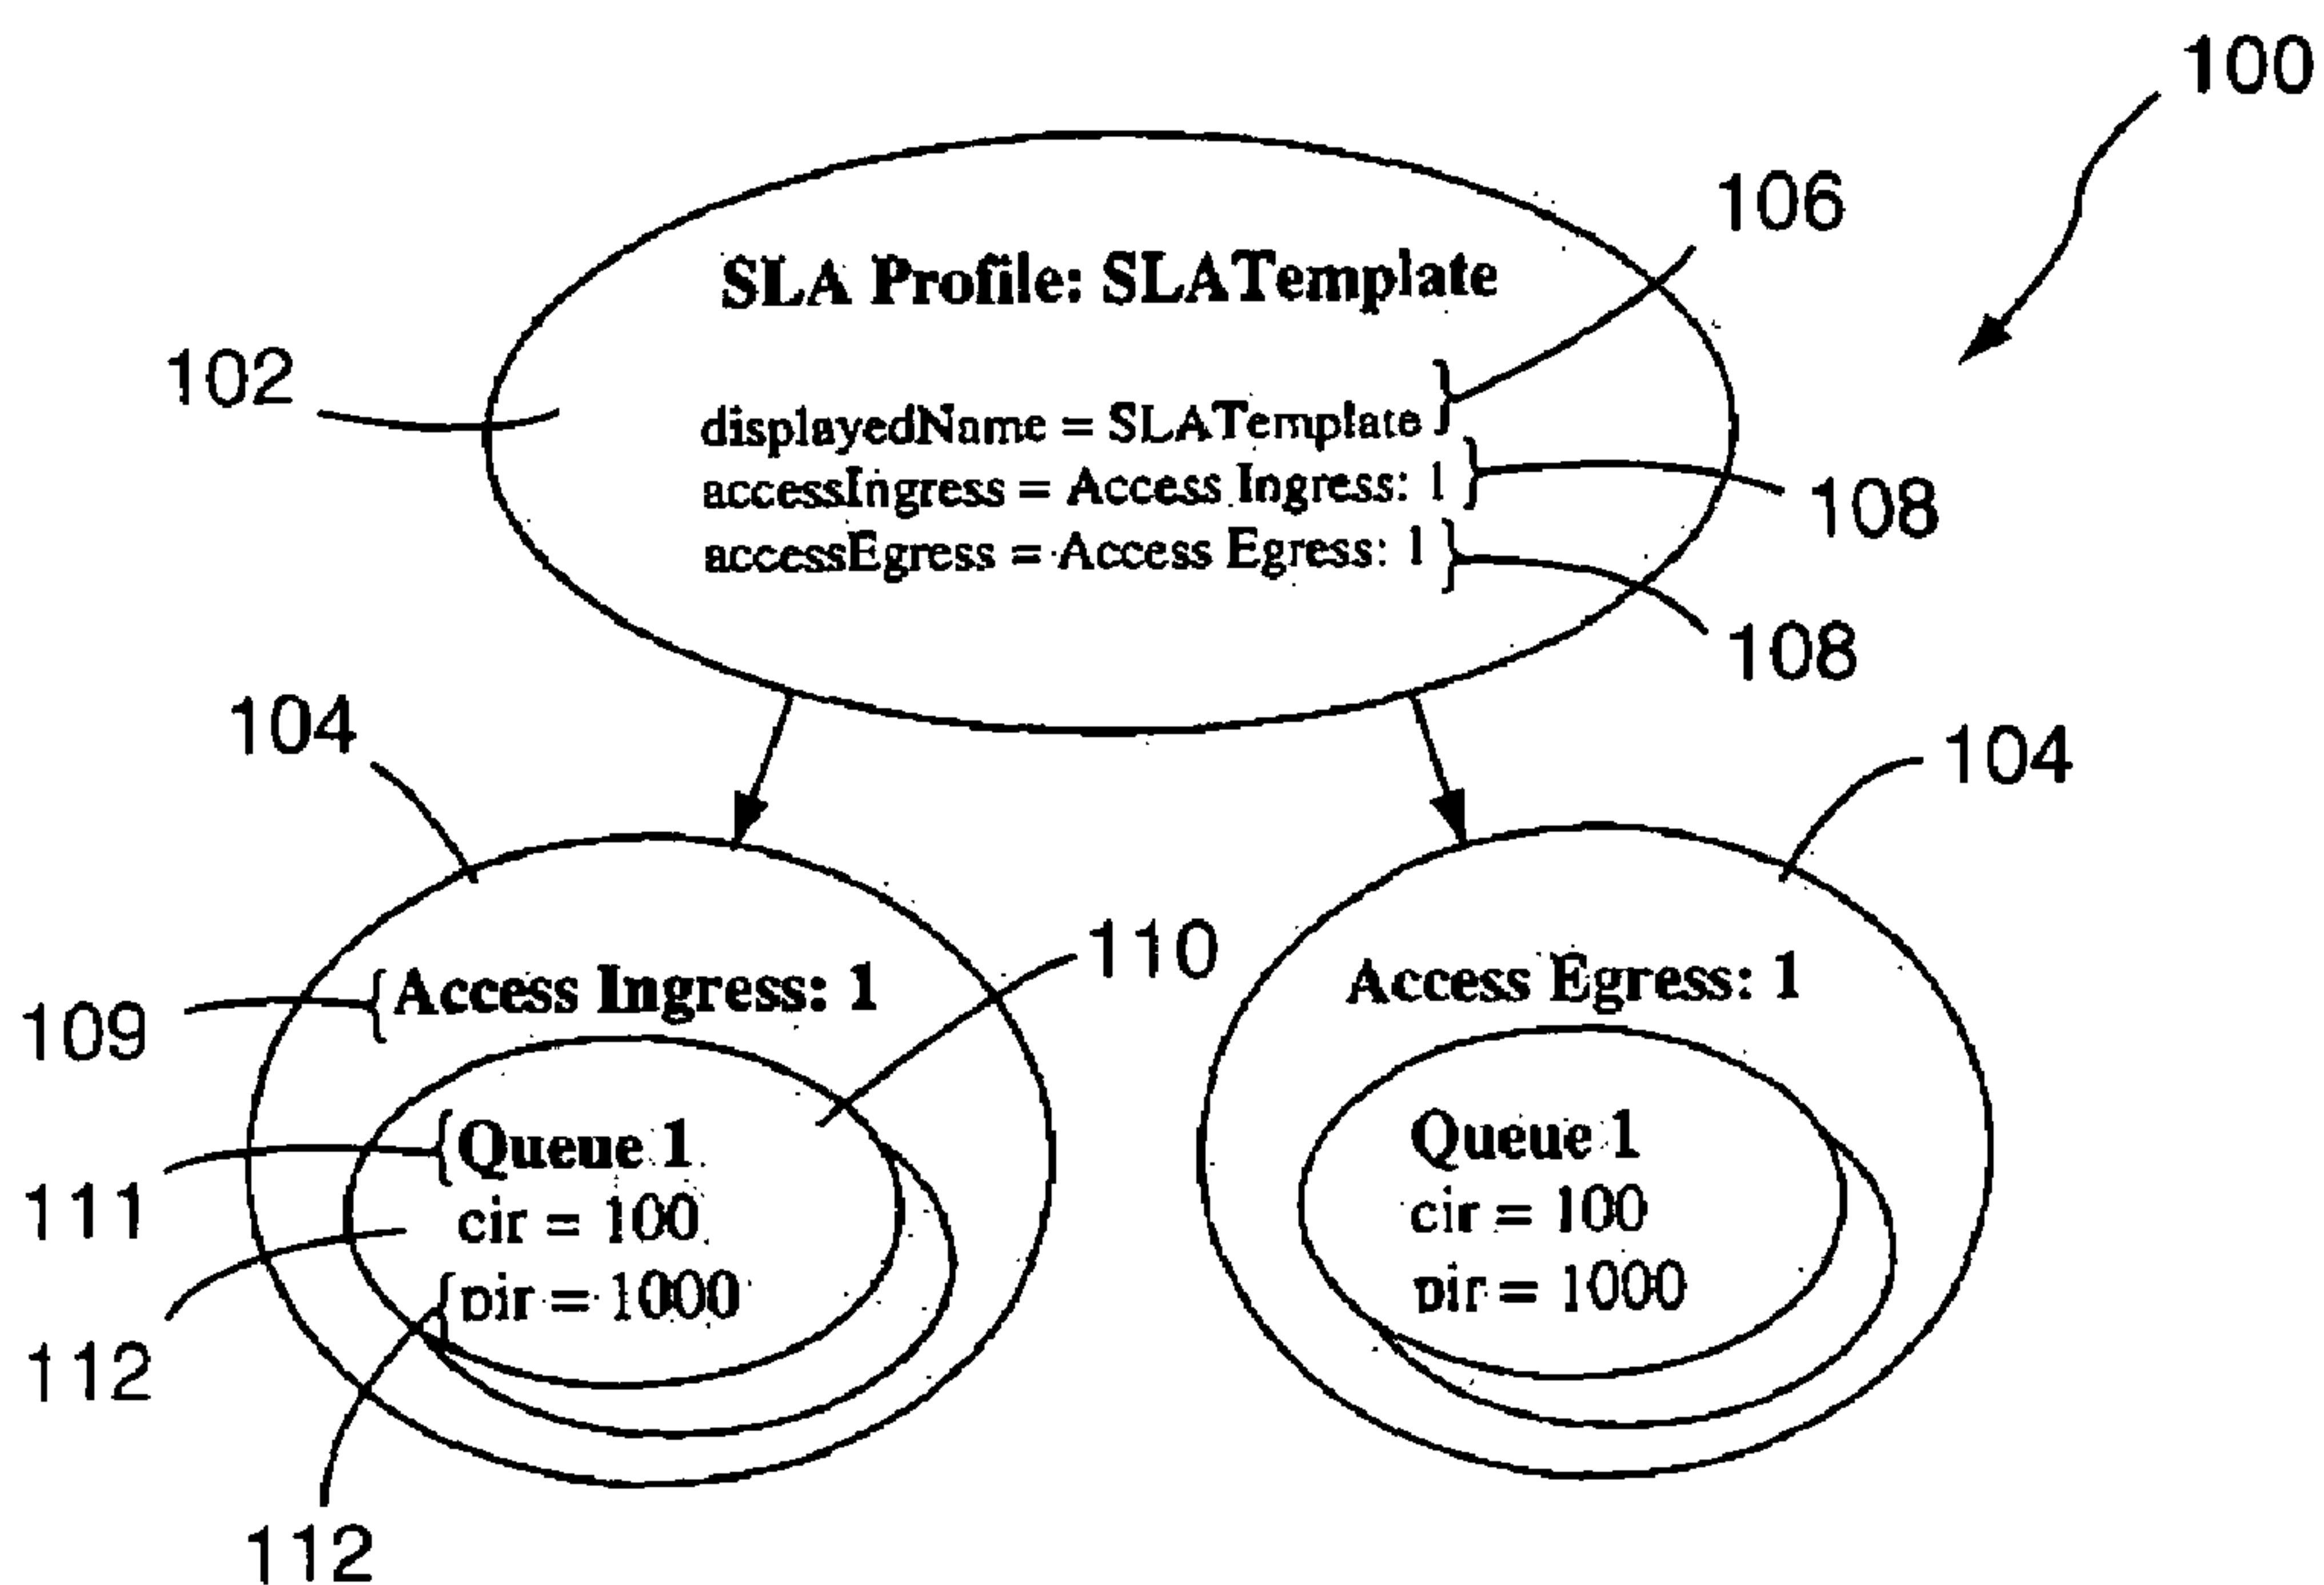 100
106
SLA Profile: SLATemplate
102
displayedName = SLATemplate
accessIngress = Access Ingress: 1
108
accessEgress = Access Egress: 1
108
104
104
110
Access Ingress: 1
Access Egress: 1
109
Queue 1
Queue 1
111
cir = 100
cir = 100
pir = 1000
pir = 1000
112
112